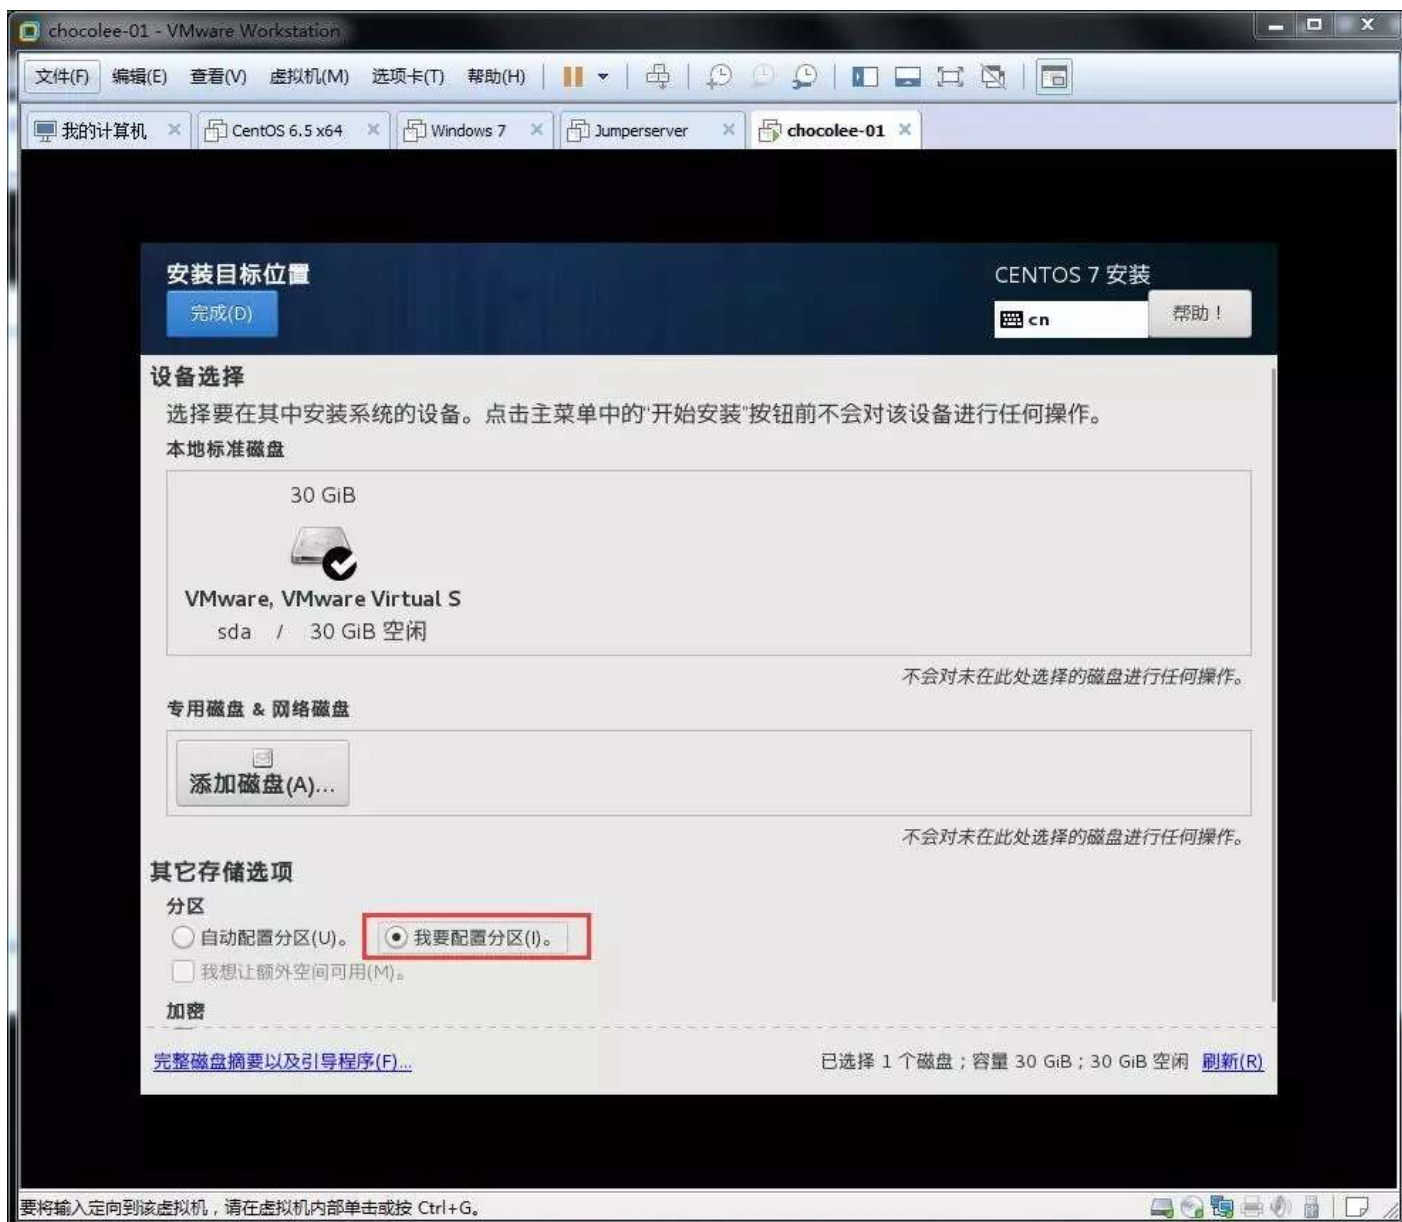 chocolee-01 - VMware Workstation
文件(F) 编辑(E) 查看(V) 虚拟机(M) 选项卡(T) 帮助(H)
我的计算机 CentOS 6.5 x64 Windows 7 Jumperserver chocolee-01
安装目标位置 CENTOS 7 安装
完成(D) cn 帮助！
设备选择
选择要在其中安装系统的设备。点击主菜单中的“开始安装”按钮前不会对该设备进行任何操作。
本地标准磁盘
30 GiB
VMware, VMware Virtual S
sda / 30 GiB 空闲
不会对未在此处选择的磁盘进行任何操作。
专用磁盘 & 网络磁盘
添加磁盘(A)...
不会对未在此处选择的磁盘进行任何操作。
其它存储选项
分区
自动配置分区(U)。 我要配置分区(I)。
我想让额外空间可用(M)。
加密
完整磁盘摘要以及引导程序(F)... 已选择 1 个磁盘；容量 30 GiB；30 GiB 空闲 刷新(R)
要将输入定向到该虚拟机，请在虚拟机内部单击或按 Ctrl+G。